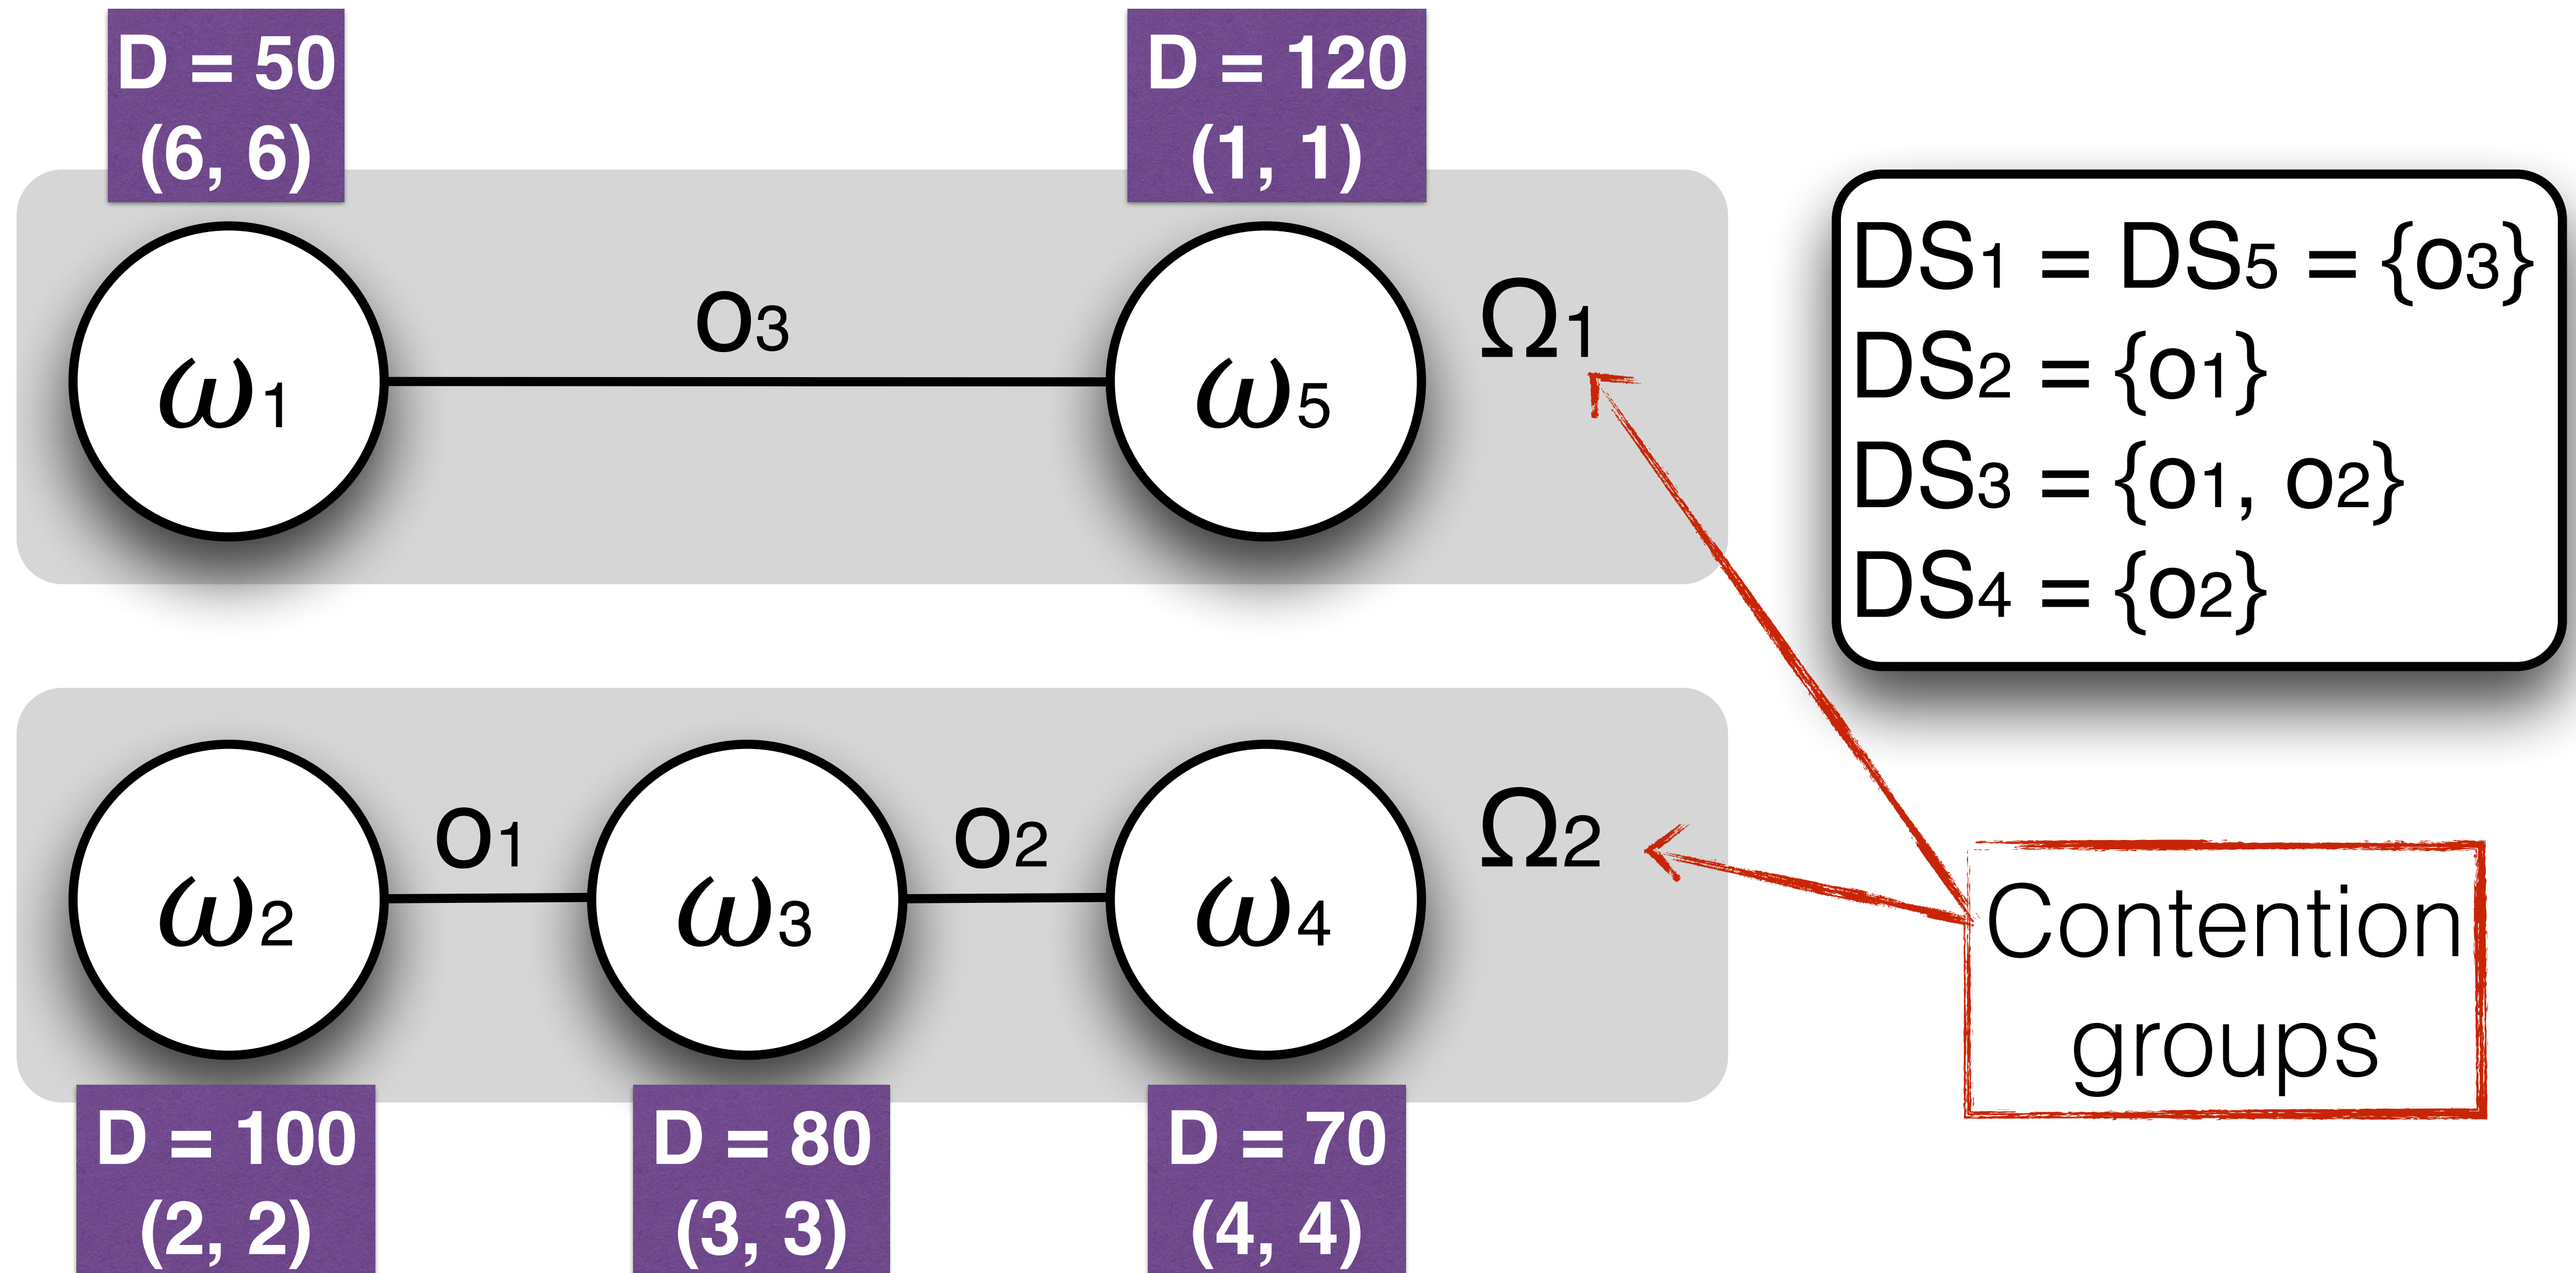 D = 50
(6, 6)
D = 120
(1, 1)
ω1
o3
ω5
Ω1
DS1 = DS5 = {o3}
DS2 = {o1}
DS3 = {o1, o2}
DS4 = {o2}
ω2
o1
ω3
o2
ω4
Ω2
Contention
groups
D = 100
(2, 2)
D = 80
(3, 3)
D = 70
(4, 4)